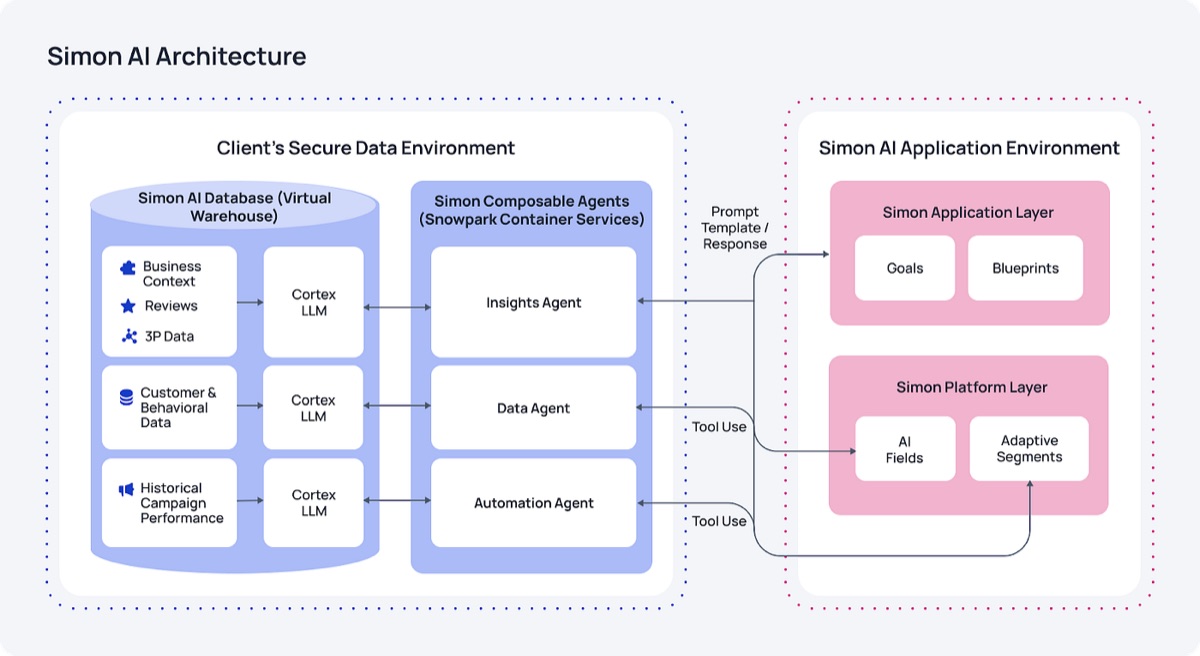 Simon AI Architecture
Client's Secure Data Environment
Simon AI Database (Virtual
Warehouse)
Business
Context
Reviews
3P Data
Cortex
LLM
Customer &
Behavioral
Data
Cortex
LLM
Historical
Campaign
Performance
Cortex
LLM
Simon Composable Agents
(Snowpark Container Services)
Insights Agent
Data Agent
Automation Agent
Prompt
Template /
Response
Tool Use
Tool Use
Simon AI Application Environment
Simon Application Layer
Goals
Blueprints
Simon Platform Layer
AI
Fields
Adaptive
Segments